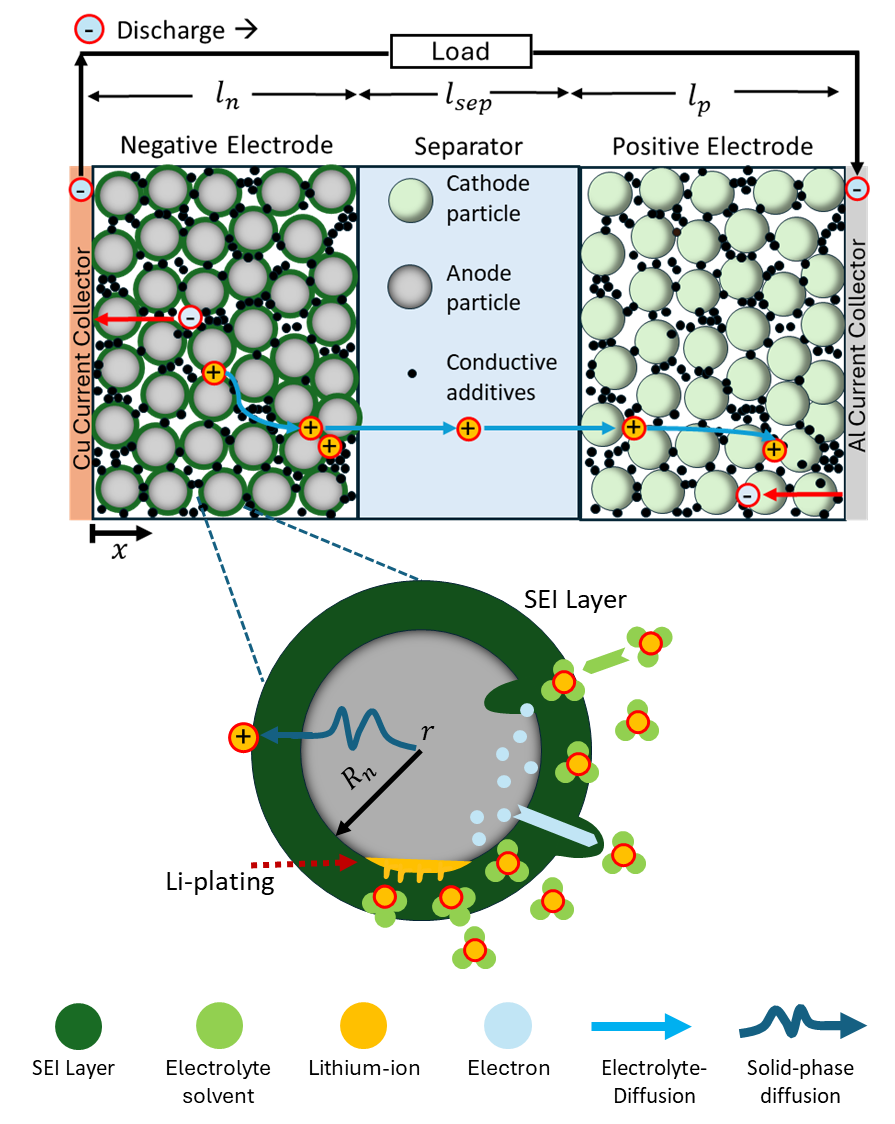 - Discharge →
Load
l_n
l_sep
l_p
Negative Electrode
Separator
Positive Electrode
-
-
Cu Current Collector
Al Current Collector
Cathode
particle
Anode
particle
Conductive
additives
-
+
+
+
+
+
+
-
x
SEI Layer
+
r
R_n
Li-plating
SEI Layer
Electrolyte
solvent
Lithium-ion
Electron
Electrolyte-
Diffusion
Solid-phase
diffusion